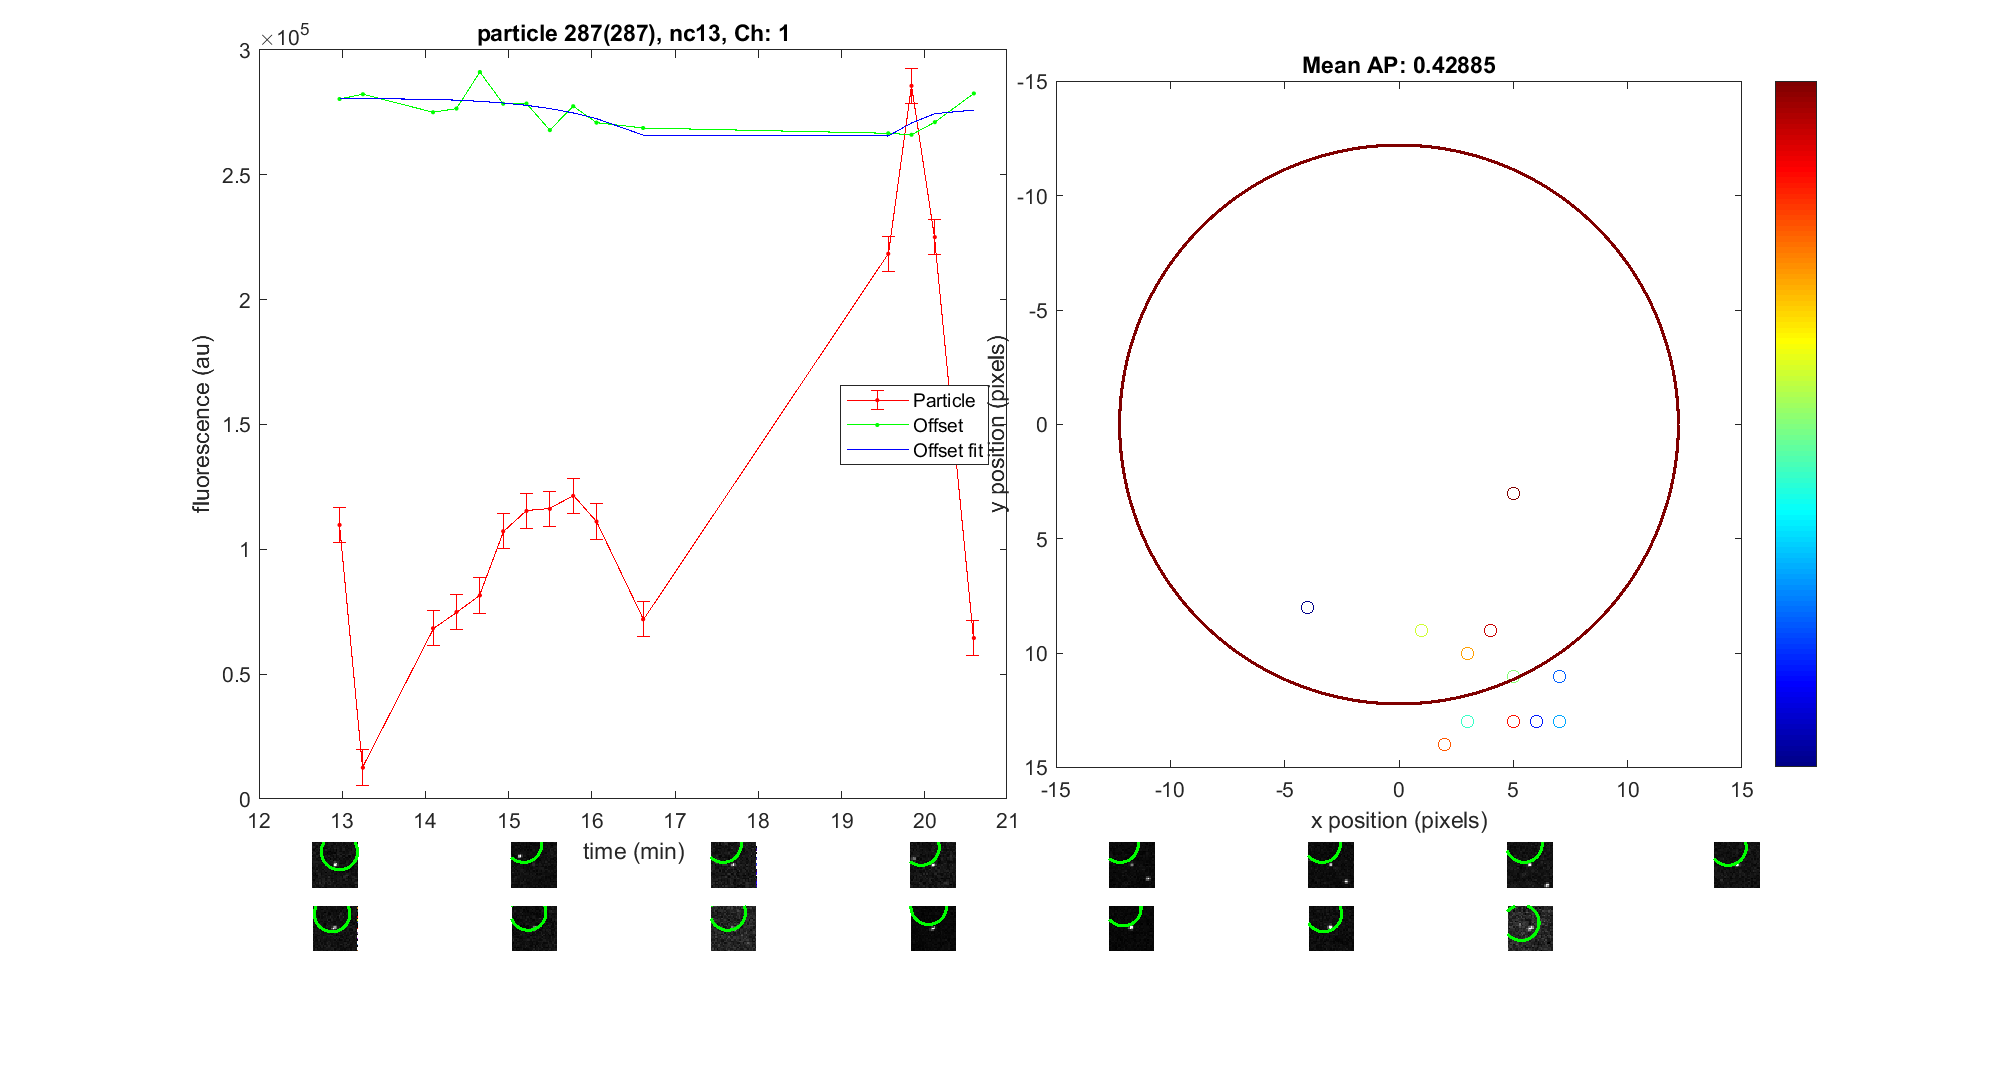 particle 287(287), nc13, Ch: 1
×10⁵
3
2.5
2
1.5
1
0.5
0
fluorescence (au)
12 13 14 15 16 17 18 19 20 21
time (min)
Particle
Offset
Offset fit
Mean AP: 0.42885
-15
-10
-5
0
5
10
15
y position (pixels)
-15 -10 -5 0 5 10 15
x position (pixels)